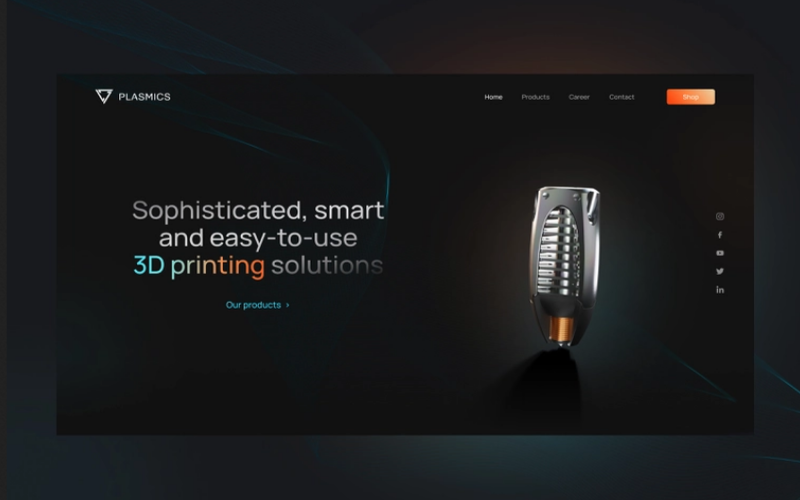 PLASMICS
Home Products Career Contact Shop
Sophisticated, smart
and easy-to-use
3D printing solutions
Our products ›